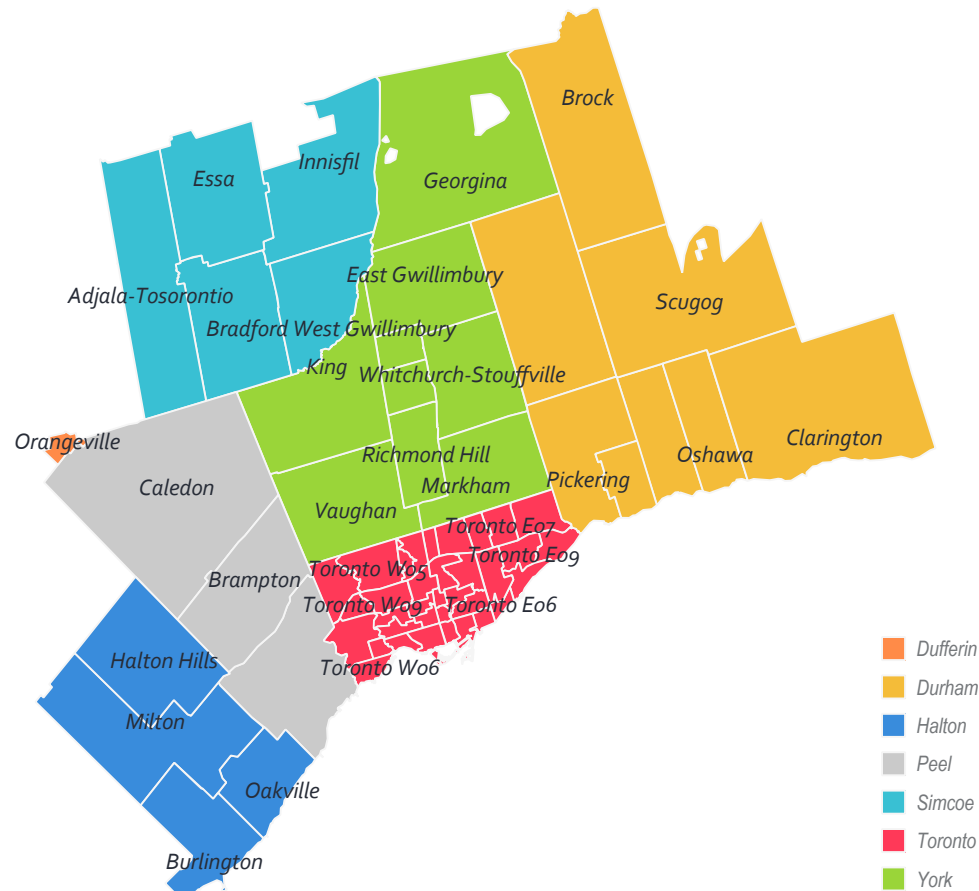 Brock
Innisfil
Essa
Georgina
East Gwillimbury
Adjala-Tosorontio
Scugog
Bradford West Gwillimbury
King
Whitchurch-Stouffville
Orangeville
Clarington
Richmond Hill
Oshawa
Caledon
Markham
Pickering
Vaughan
Toronto E07
Toronto E09
Toronto W05
Brampton
Toronto W09
Toronto E06
Halton Hills
Toronto W06
Milton
Oakville
Burlington
Dufferin
Durham
Halton
Peel
Simcoe
Toronto
York